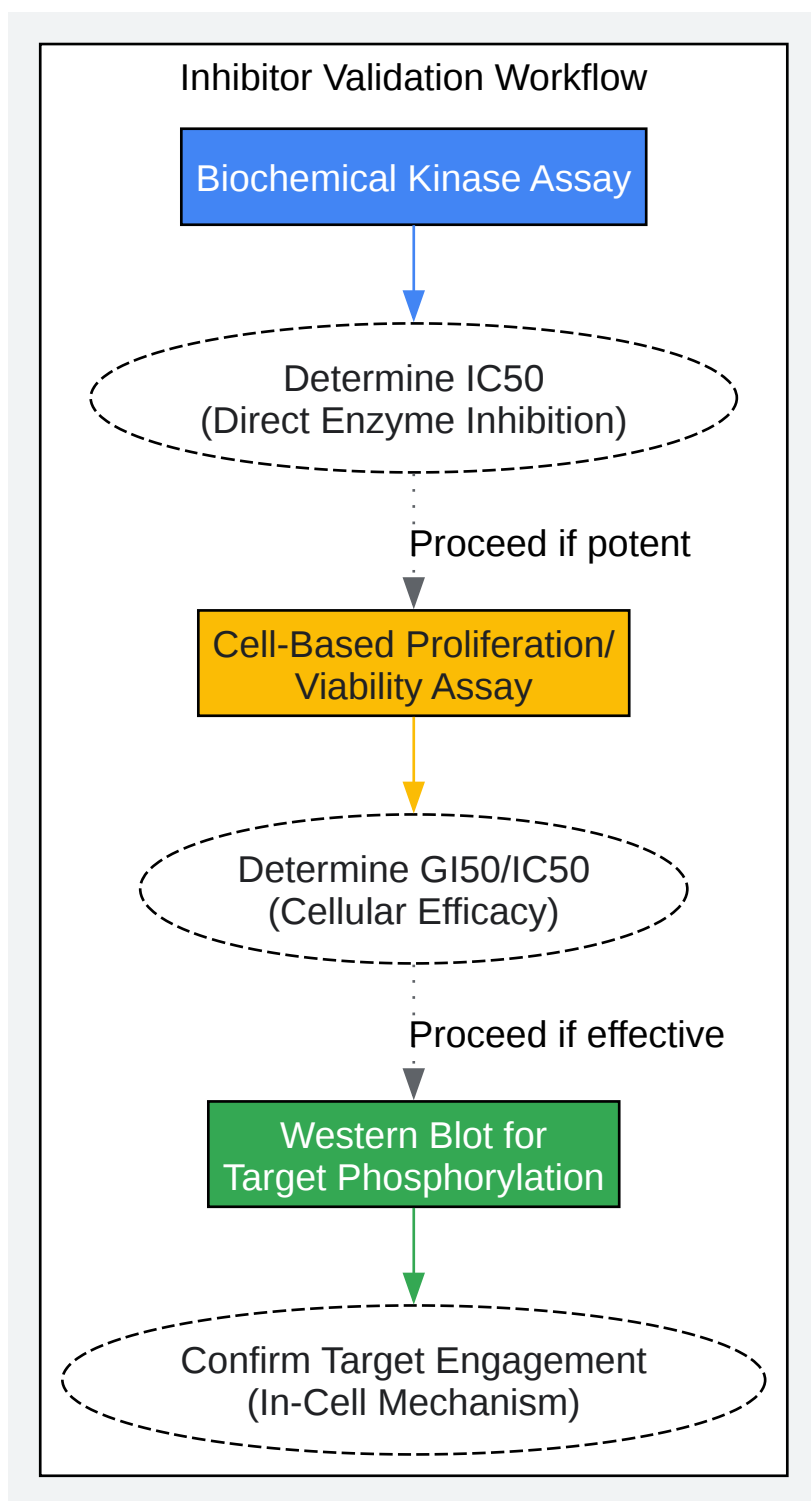 Inhibitor Validation Workflow
Biochemical Kinase Assay
Determine IC50
(Direct Enzyme Inhibition)
Proceed if potent
Cell-Based Proliferation/
Viability Assay
Determine GI50/IC50
(Cellular Efficacy)
Proceed if effective
Western Blot for
Target Phosphorylation
Confirm Target Engagement
(In-Cell Mechanism)